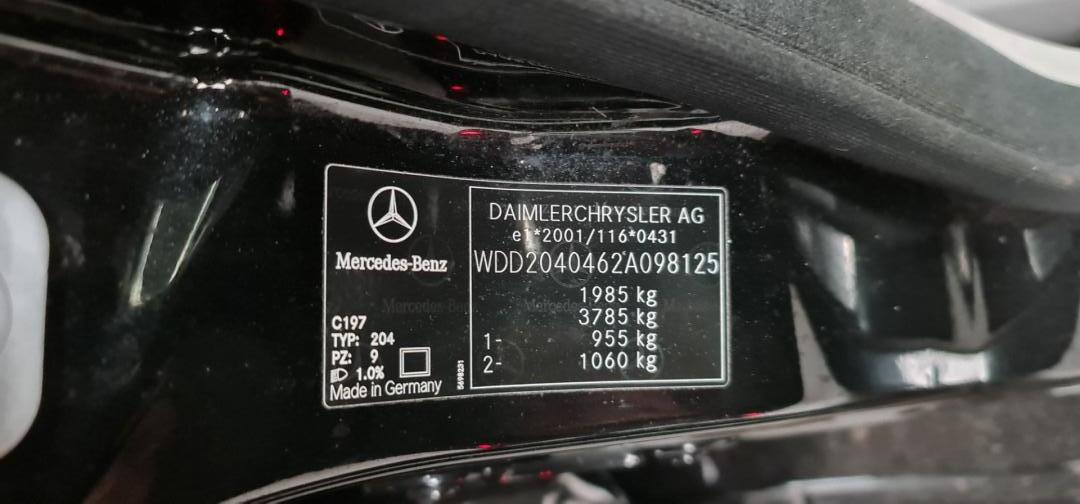 Mercedes-Benz
C197
TYP: 204
PZ: 9
1.0%
Made in Germany
5698231
DAIMLERCHRYSLER AG
e1*2001/116*0431
WDD2040462A098125
1985 kg
3785 kg
1- 955 kg
2- 1060 kg